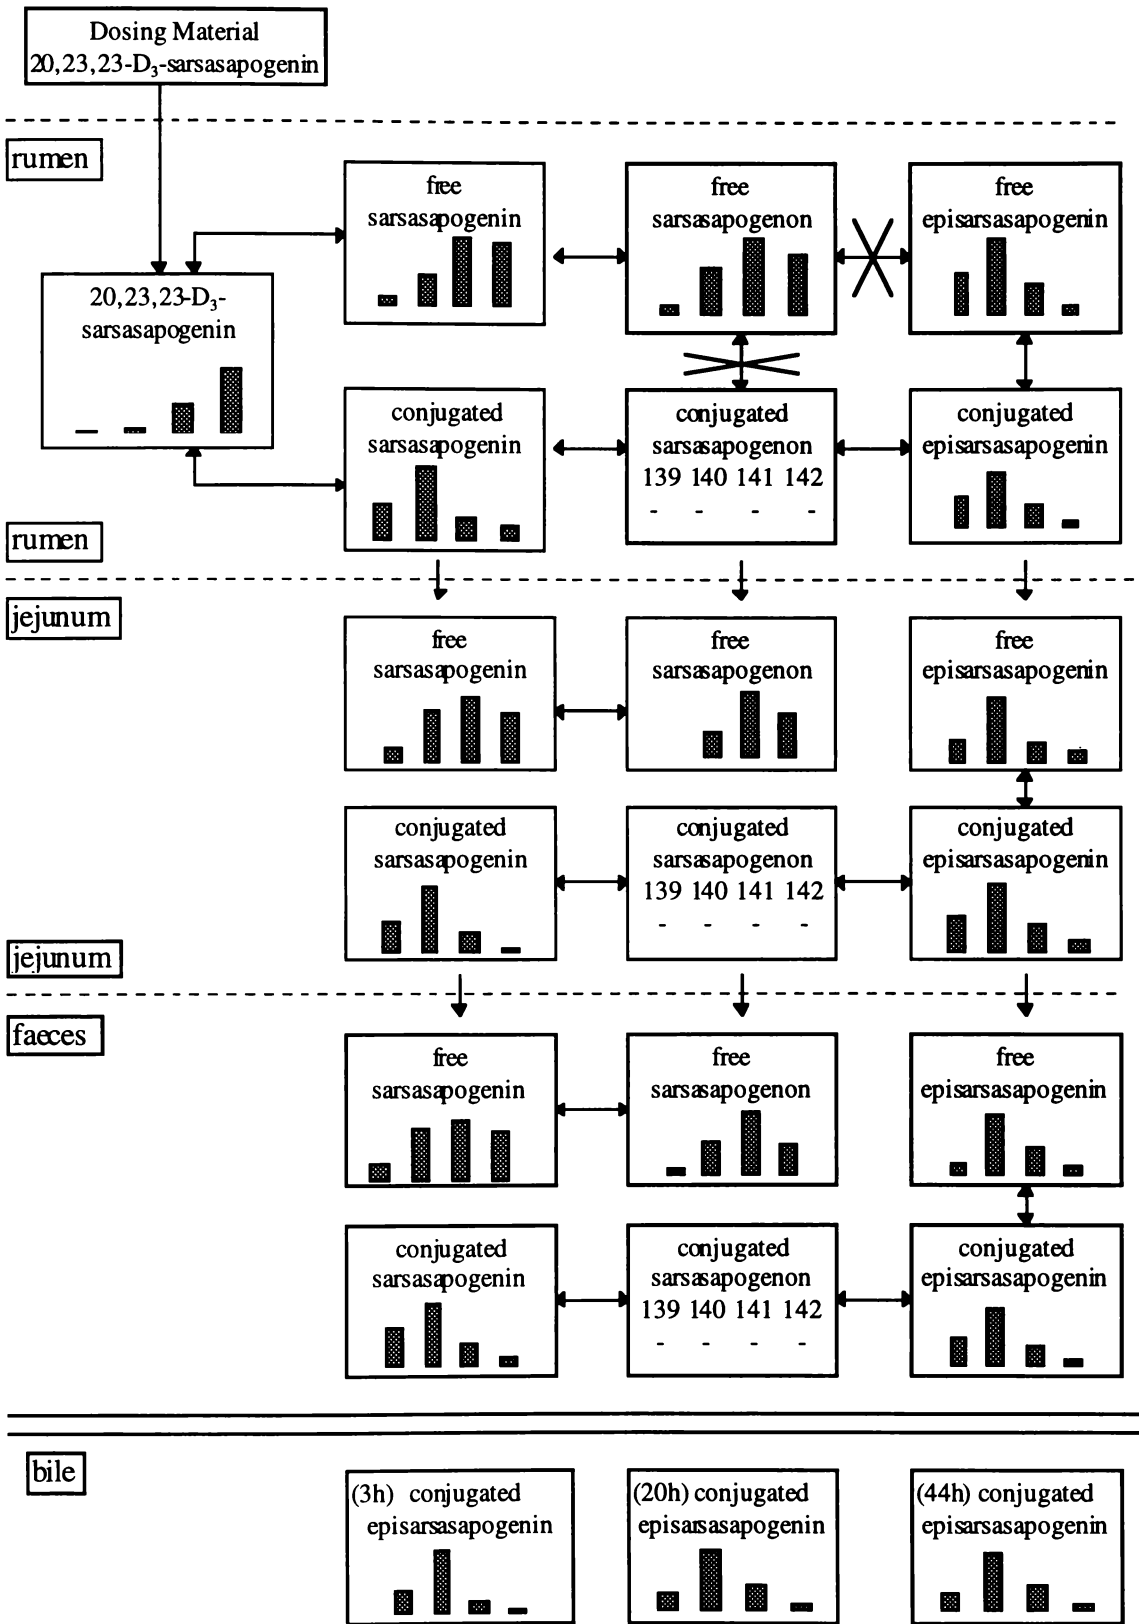 Dosing Material
20,23,23-D₃-sarsasapogenin
rumen
free
sarsasapogenin
free
sarsasapogenon
free
episarsasapogenin
20,23,23-D₃-
sarsasapogenin
conjugated
sarsasapogenin
conjugated
sarsasapogenon
139 140 141 142
- - - -
conjugated
episarsasapogenin
rumen
jejunum
free
sarsasapogenin
free
sarsasapogenon
free
episarsasapogenin
conjugated
sarsasapogenin
conjugated
sarsasapogenon
139 140 141 142
- - - -
conjugated
episarsasapogenin
jejunum
faeces
free
sarsasapogenin
free
sarsasapogenon
free
episarsasapogenin
conjugated
sarsasapogenin
conjugated
sarsasapogenon
139 140 141 142
- - - -
conjugated
episarsasapogenin
bile
(3h) conjugated
episarsasapogenin
(20h) conjugated
episarsasapogenin
(44h) conjugated
episarsasapogenin